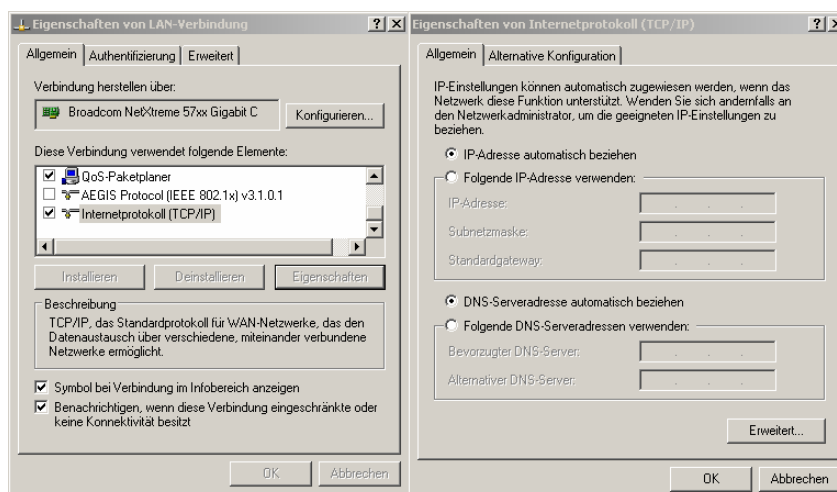 Eigenschaften von LAN-Verbindung
Allgemein
Authentifizierung
Erweitert
Verbindung herstellen über:
Broadcom NetXtreme 57xx Gigabit C
Konfigurieren...
Diese Verbindung verwendet folgende Elemente:
QoS-Paketplaner
AEGIS Protocol (IEEE 802.1x) v3.1.0.1
Internetprotokoll (TCP/IP)
Installieren
Deinstallieren
Eigenschaften
Beschreibung
TCP/IP, das Standardprotokoll für WAN-Netzwerke, das den
Datenaustausch über verschiedene, miteinander verbundene
Netzwerke ermöglicht.
Symbol bei Verbindung im Infobereich anzeigen
Benachrichtigen, wenn diese Verbindung eingeschränkte oder
keine Konnektivität besitzt
OK
Abbrechen
Eigenschaften von Internetprotokoll (TCP/IP)
Allgemein
Alternative Konfiguration
IP-Einstellungen können automatisch zugewiesen werden, wenn das
Netzwerk diese Funktion unterstützt. Wenden Sie sich andernfalls an
den Netzwerkadministrator, um die geeigneten IP-Einstellungen zu
beziehen.
IP-Adresse automatisch beziehen
Folgende IP-Adresse verwenden:
IP-Adresse:
Subnetzmaske:
Standardgateway:
DNS-Serveradresse automatisch beziehen
Folgende DNS-Serveradressen verwenden:
Bevorzugter DNS-Server:
Alternativer DNS-Server:
Erweitert...
OK
Abbrechen